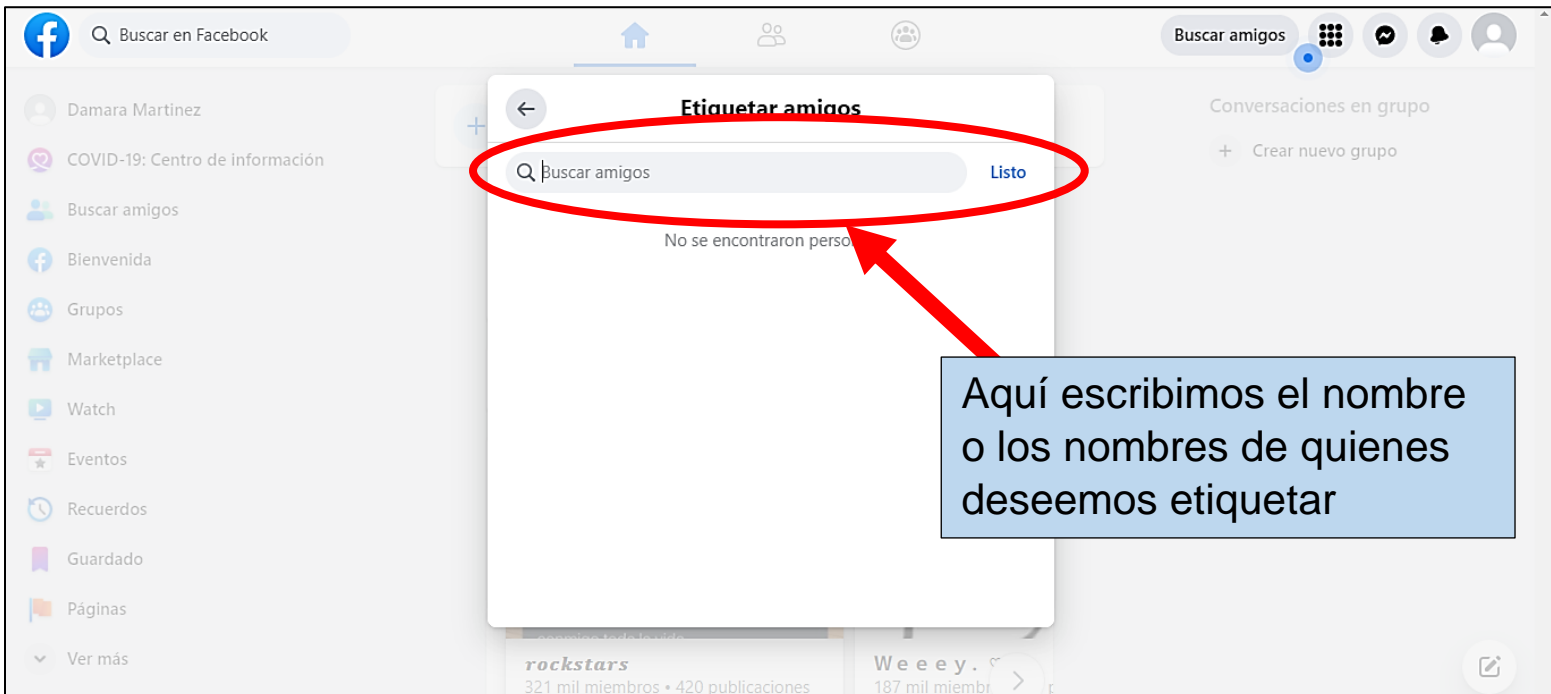 Buscar en Facebook
Buscar amigos
Damara Martinez
COVID-19: Centro de información
Buscar amigos
Bienvenida
Grupos
Marketplace
Watch
Eventos
Recuerdos
Guardado
Páginas
Ver más
Etiquetar amigos
Buscar amigos
Listo
No se encontraron
Aquí escribimos el nombre
o los nombres de quienes
deseemos etiquetar
Conversaciones en grupo
+ Crear nuevo grupo
rockstars
321 mil miembros • 420 publicaciones
Weeey.
187 mil